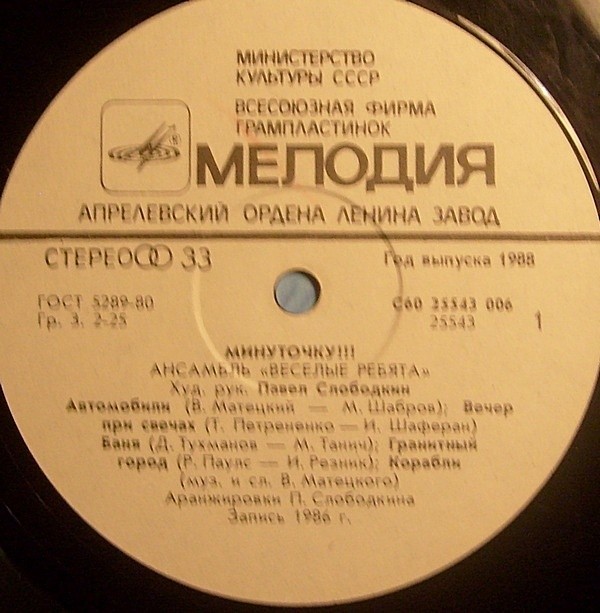 МИНИСТЕРСТВО
КУЛЬТУРЫ СССР
ВСЕСОЮЗНАЯ ФИРМА
ГРАМПЛАСТИНОК
МЕЛОДИЯ
АПРЕЛЕВСКИЙ ОРДЕНА ЛЕНИНА ЗАВОД
СТЕРЕО 33
Год выпуска 1988
ГОСТ 5289-80
Гр. 3. 2-25
С60 25543 006
25543
1
МИНУТОЧКУ!!!
АНСАМБЛЬ «ВЕСЕЛЫЕ РЕБЯТА»
Худ. рук. Павел Слободкин
Автомобили (В. Матецкий — М. Шабров); Вечер
при свечах (Т. Петрененко — И. Шаферан)
Баня (Д. Тухманов — М. Танич); Гранитный
город (Р. Паулс — И. Резник); Корабли
(муз. и сл. В. Матецкого)
Аранжировки П. Слободкина
Запись 1986 г.